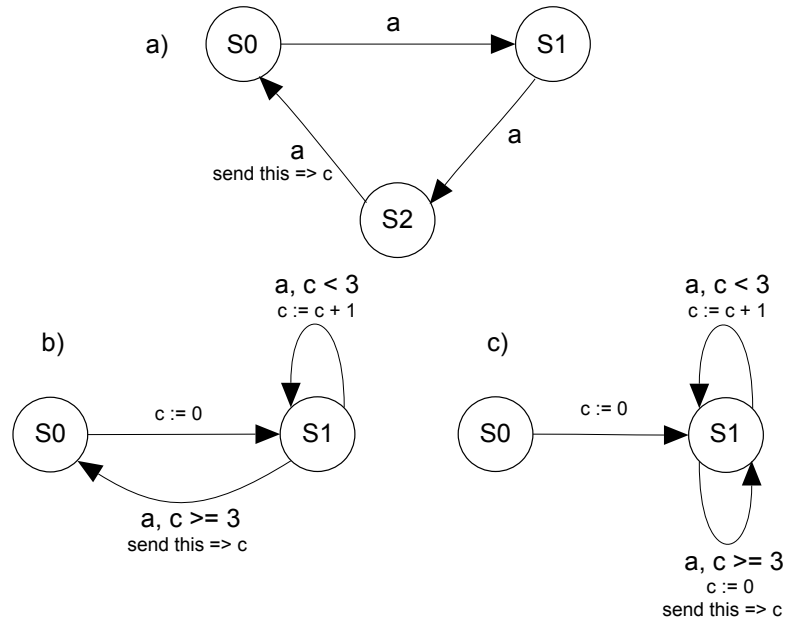 a)
S0
a
S1
a
a
send this => c
S2
b)
a, c < 3
c := c + 1
S0
c := 0
S1
a, c >= 3
send this => c
c)
a, c < 3
c := c + 1
S0
c := 0
S1
a, c >= 3
c := 0
send this => c